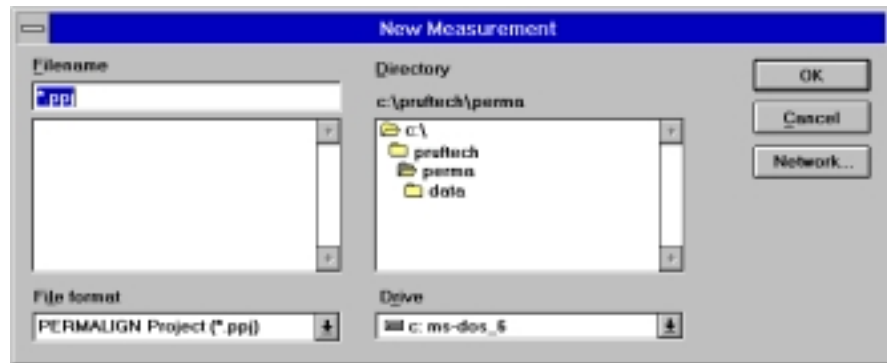 New Measurement
Filename
*.ppj
Directory
c:\pruftech\perma
c:\
pruftech
perma
data
OK
Cancel
Network...
File format
PERMALIGN Project (*.ppj)
Drive
c: ms-dos_6